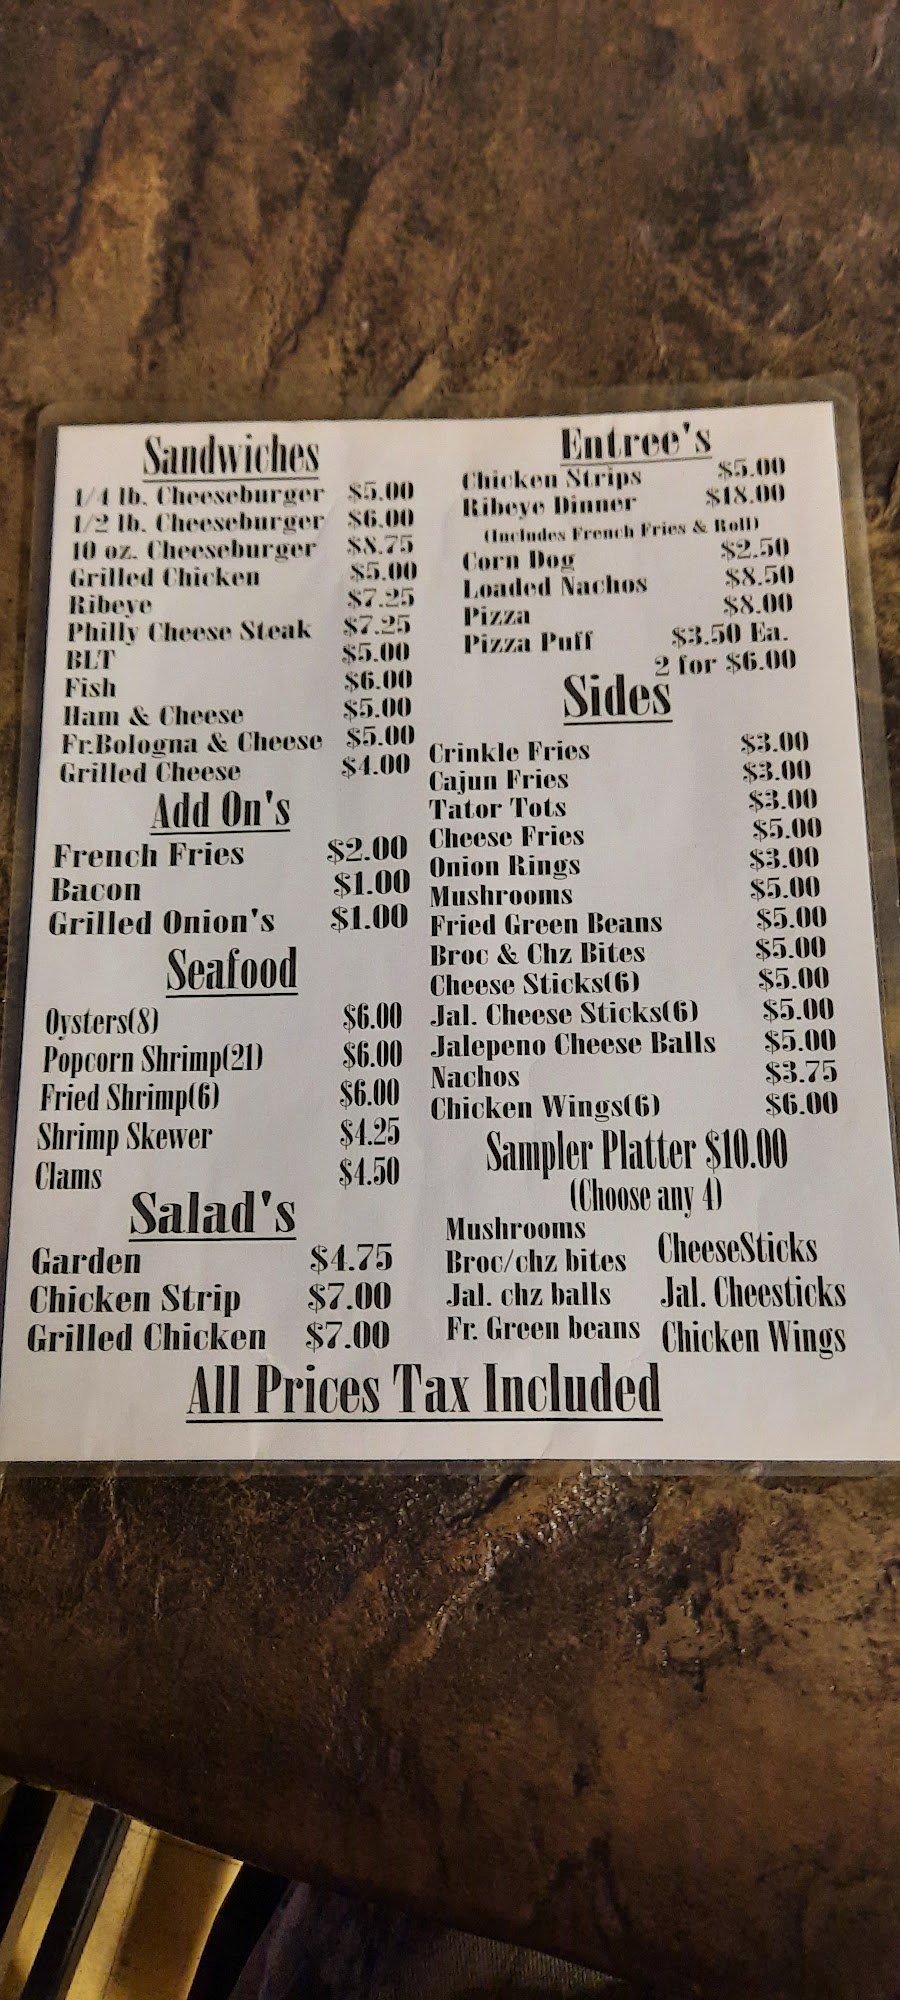 Sandwiches
1/4 lb. Cheeseburger $5.00
1/2 lb. Cheeseburger $6.00
10 oz. Cheeseburger $8.75
Grilled Chicken $5.00
Ribeye $7.25
Philly Cheese Steak $7.25
BLT $5.00
Fish $6.00
Ham & Cheese $5.00
Fr.Bologna & Cheese $5.00
Grilled Cheese $4.00
Add On's
French Fries $2.00
Bacon $1.00
Grilled Onion's $1.00
Seafood
Oysters(8) $6.00
Popcorn Shrimp(21) $6.00
Fried Shrimp(6) $6.00
Shrimp Skewer $4.25
Clams $4.50
Salad's
Garden $4.75
Chicken Strip $7.00
Grilled Chicken $7.00
Entree's
Chicken Strips $5.00
Ribeye Dinner $18.00
(Includes French Fries & Roll)
Corn Dog $2.50
Loaded Nachos $8.50
Pizza $8.00
Pizza Puff $3.50 Ea.
2 for $6.00
Sides
Crinkle Fries $3.00
Cajun Fries $3.00
Tator Tots $3.00
Cheese Fries $5.00
Onion Rings $3.00
Mushrooms $5.00
Fried Green Beans $5.00
Broc & Chz Bites $5.00
Cheese Sticks(6) $5.00
Jal. Cheese Sticks(6) $5.00
Jalepeno Cheese Balls $5.00
Nachos $3.75
Chicken Wings(6) $6.00
Sampler Platter $10.00
(Choose any 4)
Mushrooms
Broc/chz bites CheeseSticks
Jal. chz balls Jal. Cheesticks
Fr. Green beans Chicken Wings
All Prices Tax Included